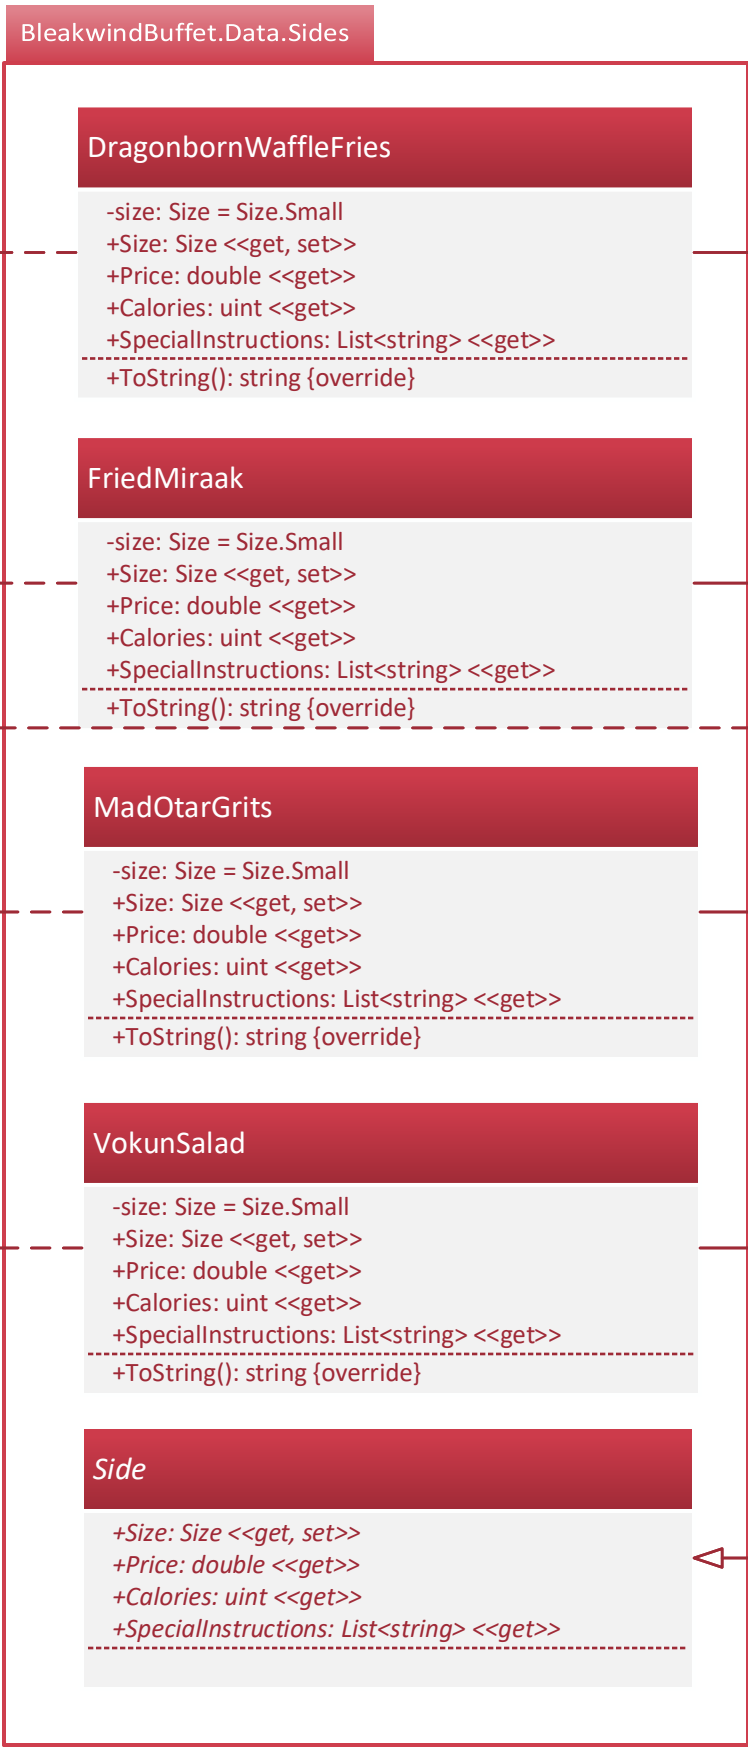 BleakwindBuffet.Data.Sides
DragonbornWaffleFries
-size: Size = Size.Small
+Size: Size <<get, set>>
+Price: double <<get>>
+Calories: uint <<get>>
+SpecialInstructions: List<string> <<get>>
+ToString(): string {override}
FriedMiraak
-size: Size = Size.Small
+Size: Size <<get, set>>
+Price: double <<get>>
+Calories: uint <<get>>
+SpecialInstructions: List<string> <<get>>
+ToString(): string {override}
MadOtarGrits
-size: Size = Size.Small
+Size: Size <<get, set>>
+Price: double <<get>>
+Calories: uint <<get>>
+SpecialInstructions: List<string> <<get>>
+ToString(): string {override}
VokunSalad
-size: Size = Size.Small
+Size: Size <<get, set>>
+Price: double <<get>>
+Calories: uint <<get>>
+SpecialInstructions: List<string> <<get>>
+ToString(): string {override}
Side
+Size: Size <<get, set>>
+Price: double <<get>>
+Calories: uint <<get>>
+SpecialInstructions: List<string> <<get>>